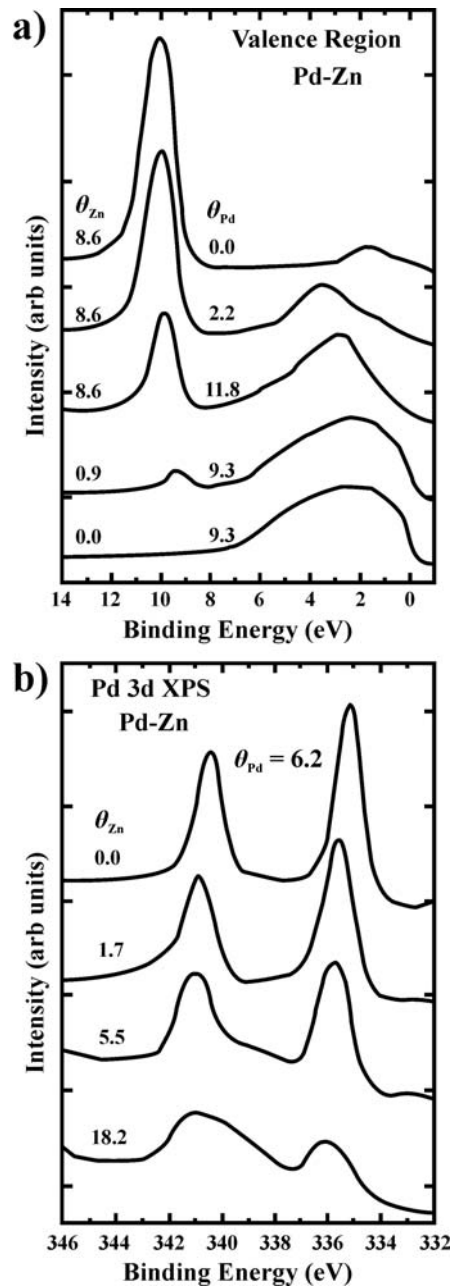 a)
Valence Region
Pd-Zn
θZn θPd
8.6 0.0
8.6 2.2
8.6 11.8
0.9 9.3
0.0 9.3
Intensity (arb units)
14 12 10 8 6 4 2 0
Binding Energy (eV)
b)
Pd 3d XPS
Pd-Zn
θPd = 6.2
θZn
0.0
1.7
5.5
18.2
Intensity (arb units)
346 344 342 340 338 336 334 332
Binding Energy (eV)